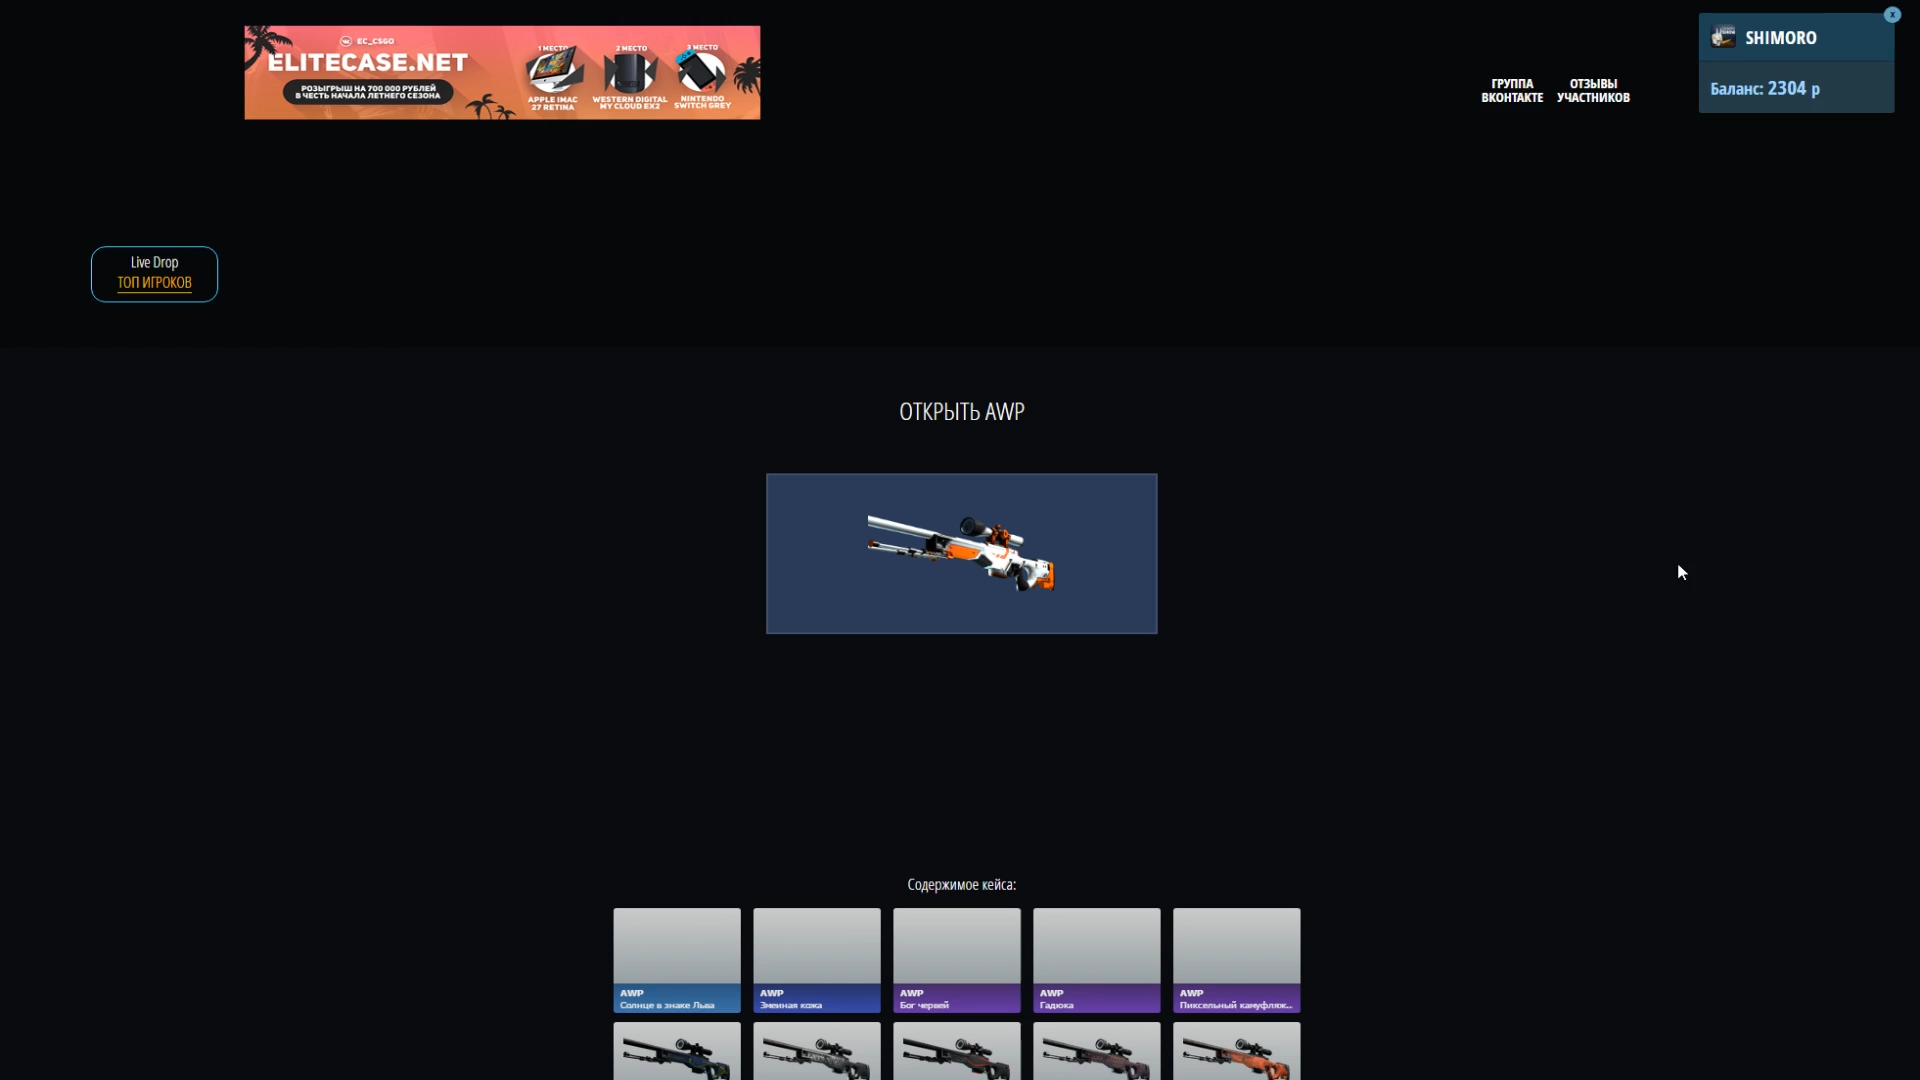 EC_CSGO
ELITECASE.NET
РОЗЫГРЫШ НА 700 000 РУБЛЕЙ
В ЧЕСТЬ НАЧАЛА ЛЕТНЕГО СЕЗОНА
1 МЕСТО
2 МЕСТО
3 МЕСТО
APPLE IMAC
27 RETINA
WESTERN DIGITAL
MY CLOUD EX2
NINTENDO
SWITCH GREY
ГРУППА
ВКОНТАКТЕ
ОТЗЫВЫ
УЧАСТНИКОВ
x
SHIMORO
Баланс: 2304 р
Live Drop
ТОП ИГРОКОВ
ОТКРЫТЬ AWP
Содержимое кейса:
AWP
Солнце в знаке Льва
AWP
Змеиная кожа
AWP
Бог червей
AWP
Гадюка
AWP
Пиксельный камуфляж...